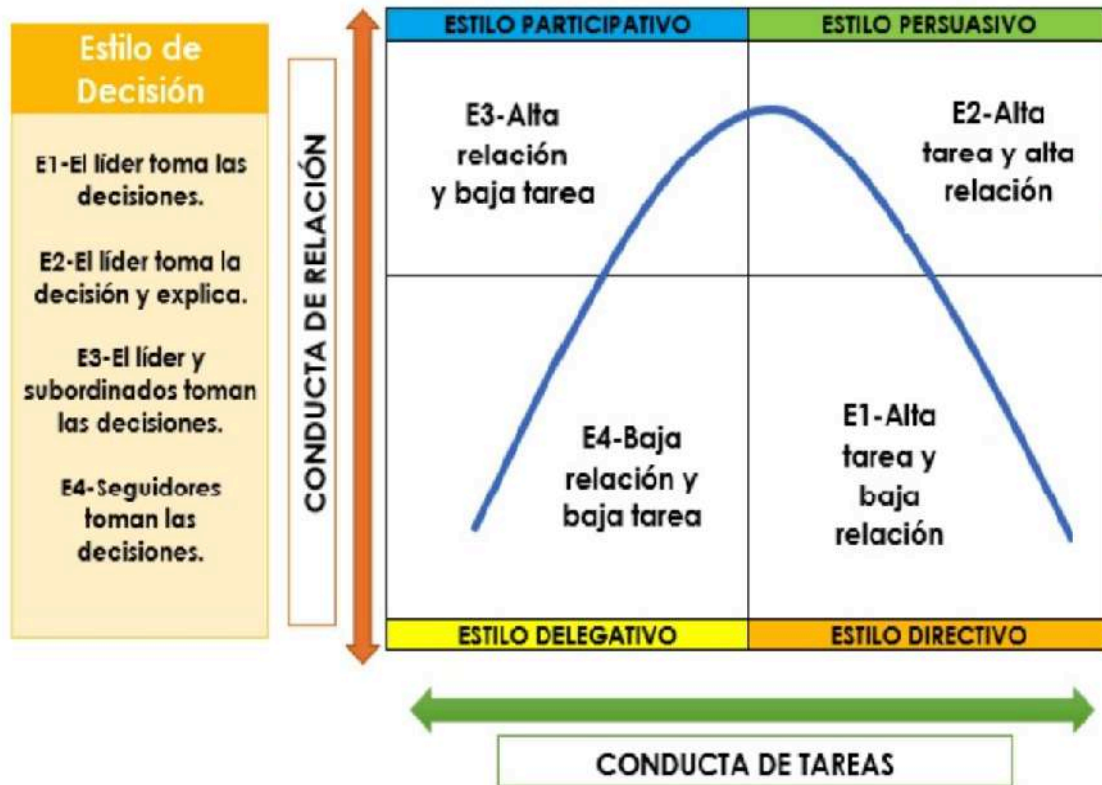 Estilo de
Decisión
E1-El líder toma las
decisiones.
E2-El líder toma la
decisión y explica.
E3-El líder y
subordinados toman
las decisiones.
E4-Seguidores
toman las
decisiones.
CONDUCTA DE RELACIÓN
ESTILO PARTICIPATIVO
ESTILO PERSUASIVO
E3-Alta
relación
y baja tarea
E2-Alta
tarea y alta
relación
E4-Baja
relación y
baja tarea
E1-Alta
tarea y
baja
relación
ESTILO DELEGATIVO
ESTILO DIRECTIVO
CONDUCTA DE TAREAS